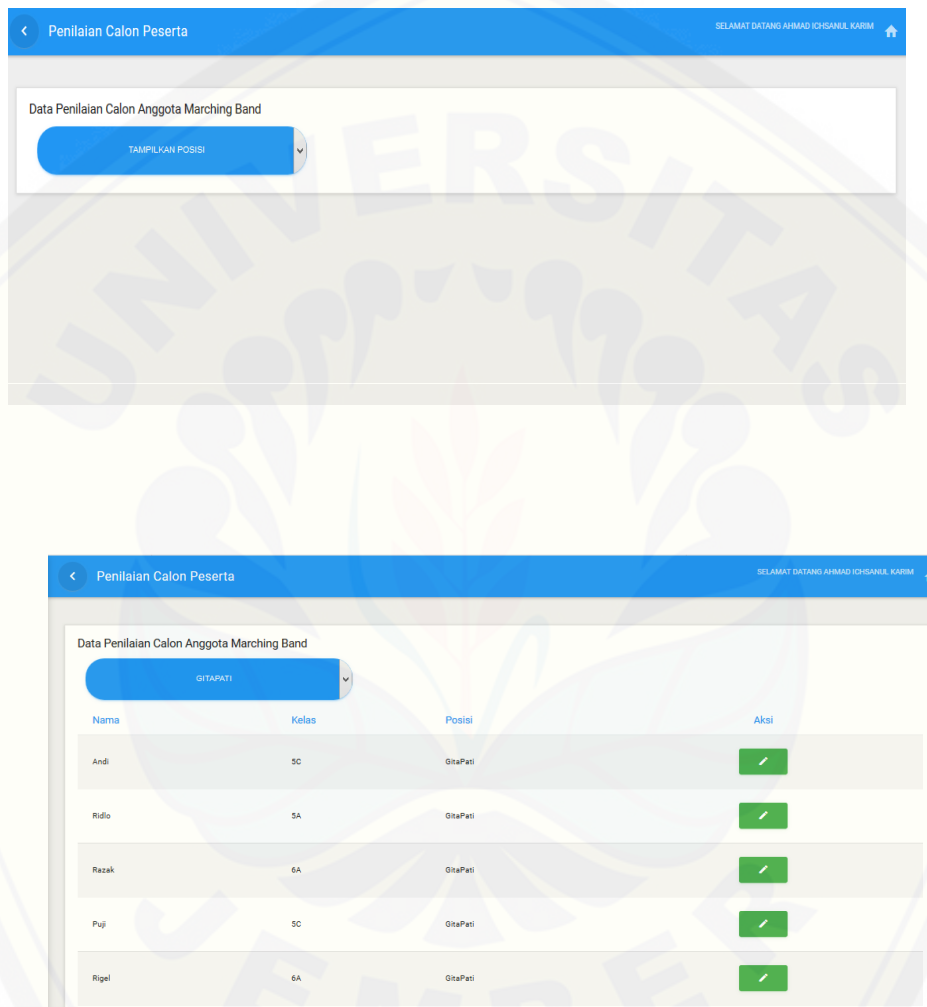 Penilaian Calon Peserta SELAMAT DATANG AHMAD ICHSANUL KARIM
Data Penilaian Calon Anggota Marching Band
TAMPILKAN POSISI
UNIVERSITAS
Penilaian Calon Peserta SELAMAT DATANG AHMAD ICHSANUL KARIM
Data Penilaian Calon Anggota Marching Band
GITAPATI
Nama Kelas Posisi Aksi
Andi 5C GitaPati
Ridlo 5A GitaPati
Razak 6A GitaPati
Puji 5C GitaPati
Rigel 6A GitaPati
JEMBER